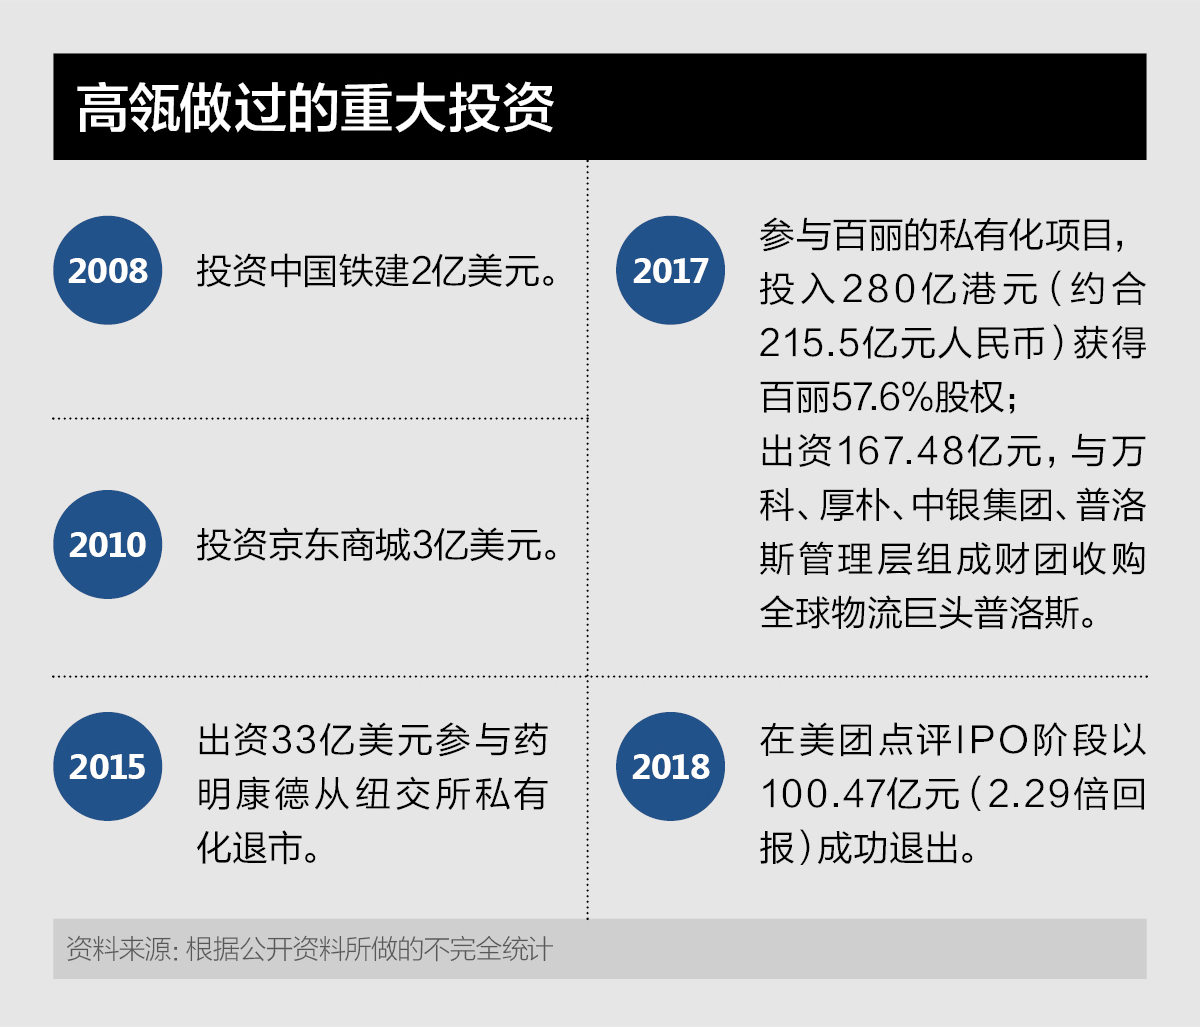 高瓴做过的重大投资
2008
投资中国铁建2亿美元。
2010
投资京东商城3亿美元。
2015
出资33亿美元参与药
明康德从纽交所私有
化退市。
2017
参与百丽的私有化项目，
投入280亿港元（约合
215.5亿元人民币）获得
百丽57.6%股权；
出资167.48亿元，与万
科、厚朴、中银集团、普洛
斯管理层组成财团收购
全球物流巨头普洛斯。
2018
在美团点评IPO阶段以
100.47亿元（2.29倍回
报）成功退出。
资料来源：根据公开资料所做的不完全统计